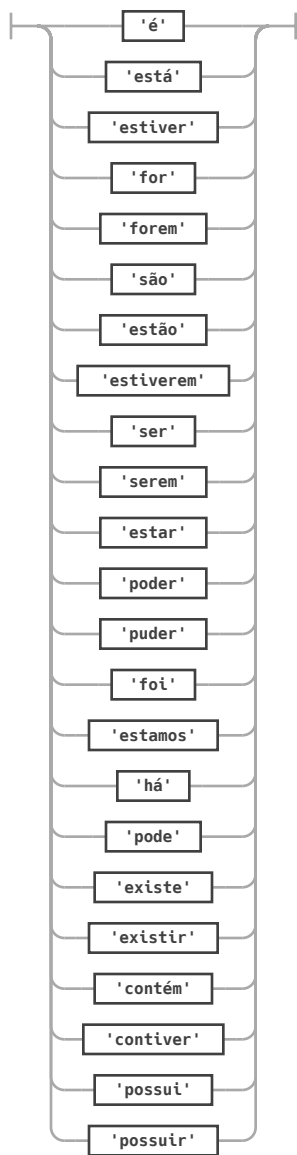 'é'
'está'
'estiver'
'for'
'forem'
'são'
'estão'
'estiverem'
'ser'
'serem'
'estar'
'poder'
'puder'
'foi'
'estamos'
'há'
'pode'
'existe'
'existir'
'contém'
'contiver'
'possui'
'possuir'